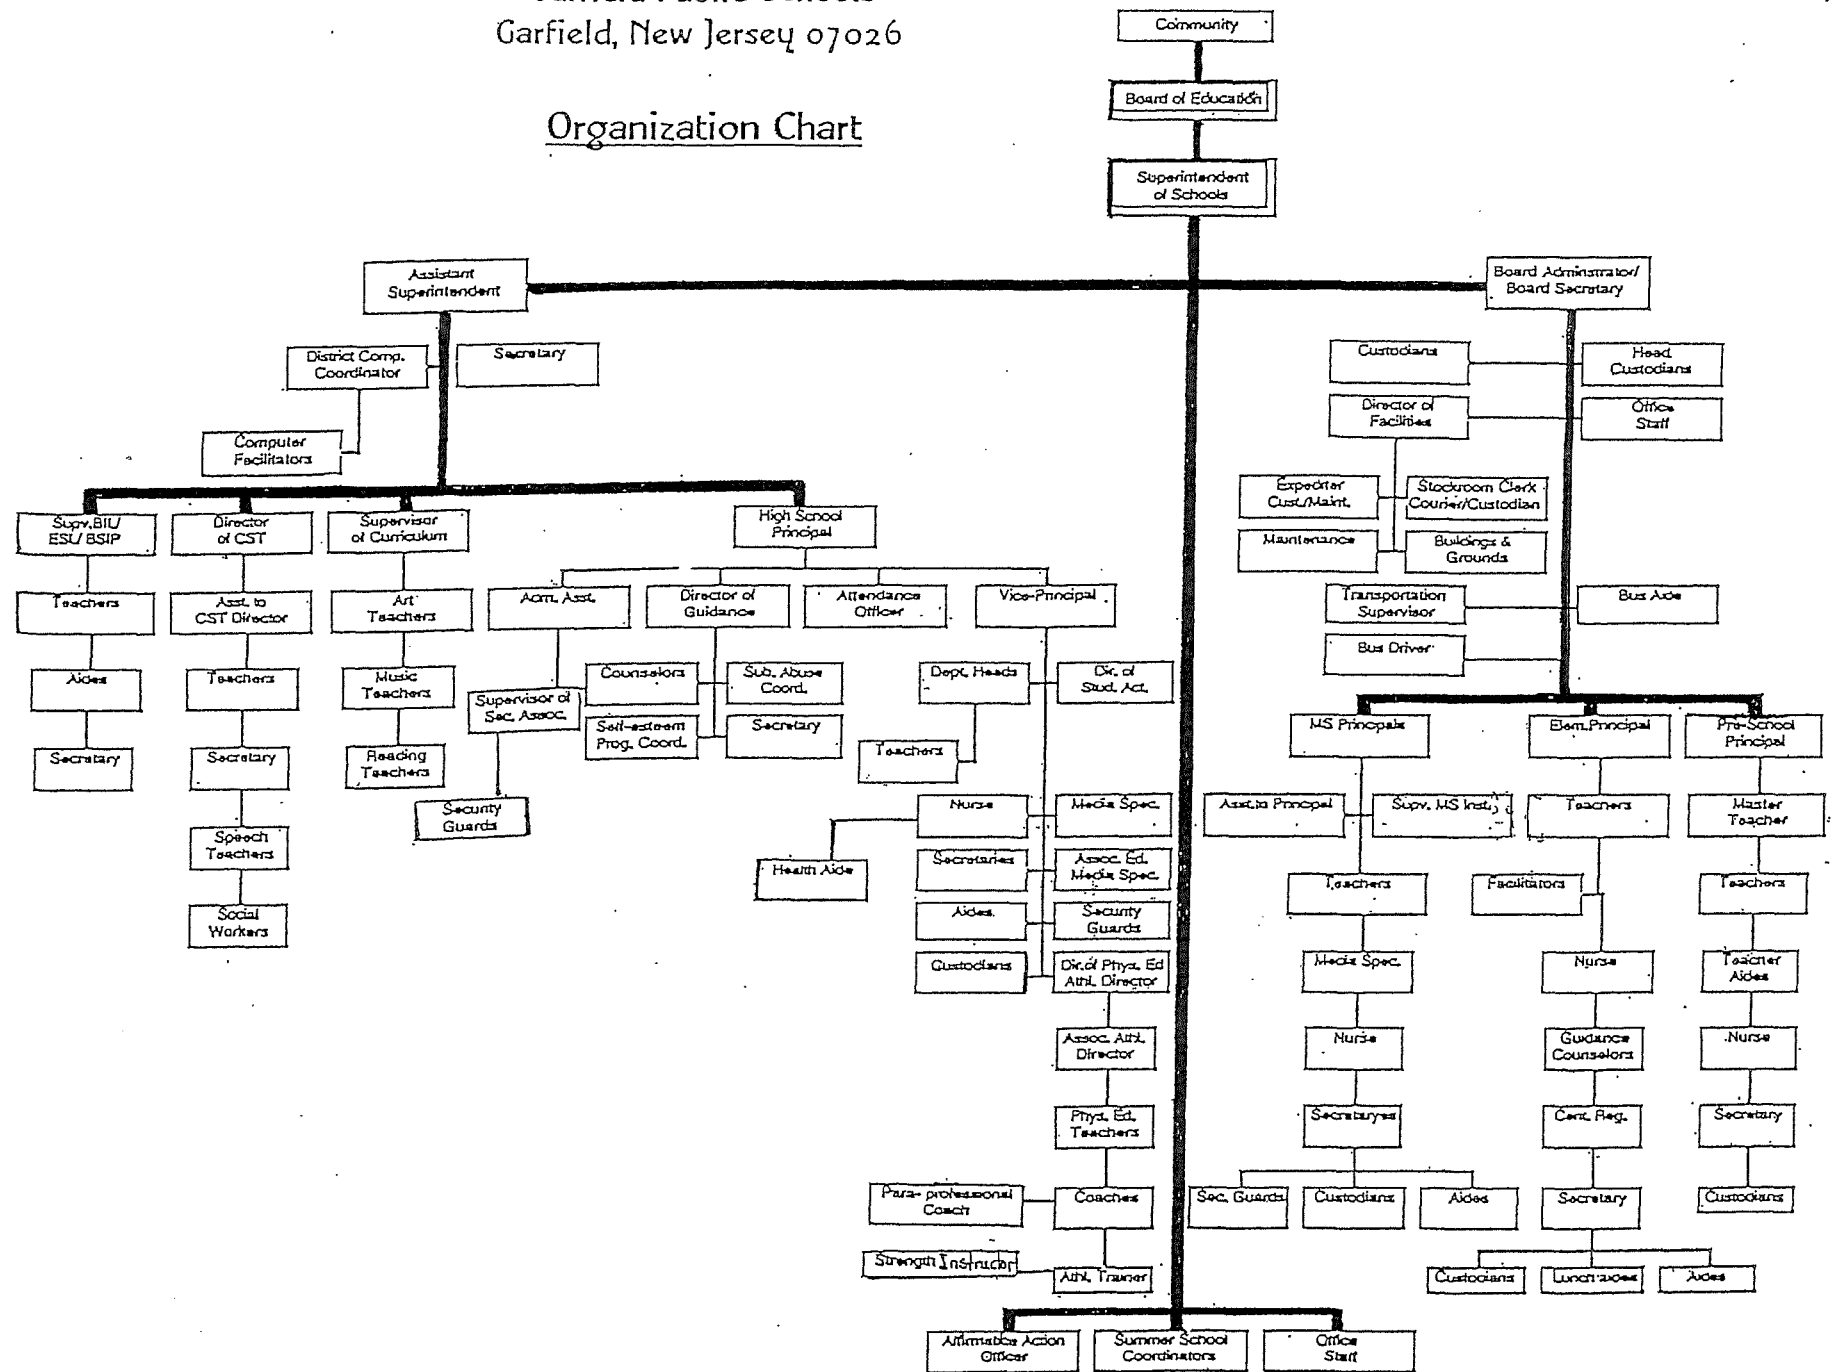 Garfield, New Jersey 07026
Organization Chart
Community
Board of Education
Superintendent
of Schools
Assistant
Superintendent
Board Adminstrator/
Board Secretary
District Comp.
Coordinator
Secretary
Computer
Facilitators
Custodians
Head
Custodians
Director of
Facilities
Office
Staff
Expediter
Cust./Maint.
Stockroom Clerk
Courier/Custodian
Maintenance
Buildings &
Grounds
Transportation
Supervisor
Bus Aide
Bus Driver
Supv.BIL/
ESL/ BSIP
Director
of CST
Supervisor
of Curriculum
High School
Principal
Teachers
Asst. to
CST Director
Art
Teachers
Adm. Asst.
Director of
Guidance
Attendance
Officer
Vice-Principal
Aides
Teachers
Music
Teachers
Supervisor of
Sec. Assoc.
Counselors
Sub. Abuse
Coord.
Self-esteem
Prog. Coord.
Secretary
Dept. Heads
Dir. of
Stud. Act.
Teachers
Secretary
Secretary
Reading
Teachers
Security
Guards
Speech
Teachers
Social
Workers
Nurse
Media Spec.
Health Aide
Secretaries
Assoc. Ed.
Media Spec.
Aides
Security
Guards
Custodians
Dir.of Phys. Ed
Athl. Director
Assoc. Athl.
Director
Phys. Ed.
Teachers
Para- professional
Coach
Coaches
Strength Instructor
Athl. Trainer
MS Principals
Elem.Principal
Pre-School
Principal
Asst.to Principal
Supv. MS Inst.
Teachers
Master
Teacher
Teachers
Facilitators
Teachers
Media Spec.
Nurse
Teacher
Aides
Nurse
Guidance
Counselors
Nurse
Secretaryes
Cent. Reg.
Secretary
Sec. Guards
Custodians
Aides
Secretary
Custodians
Custodians
Lunch aides
Aides
Affirmative Action
Officer
Summer School
Coordinators
Office
Staff